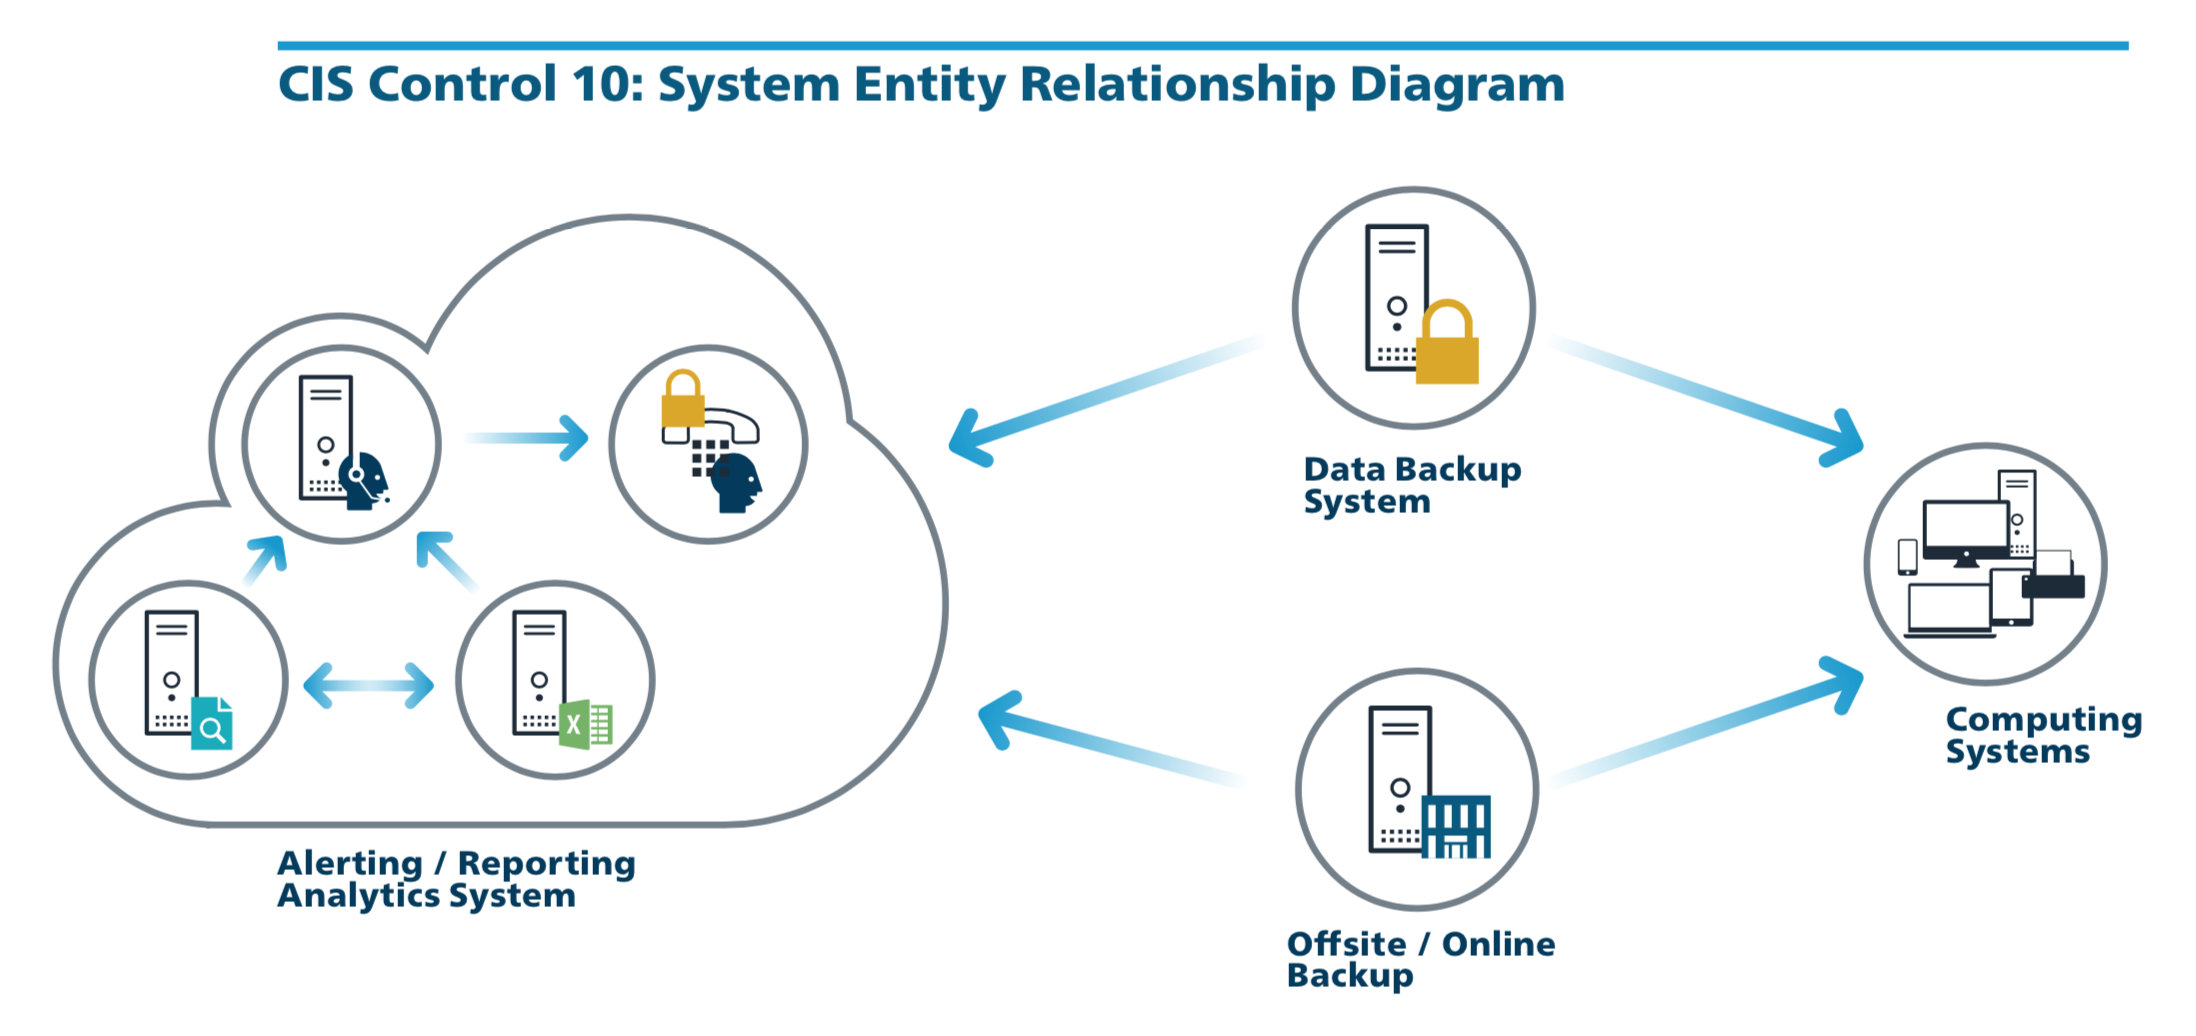 CIS Control 10: System Entity Relationship Diagram
Data Backup
System
Computing
Systems
X
Alerting / Reporting
Analytics System
Offsite / Online
Backup